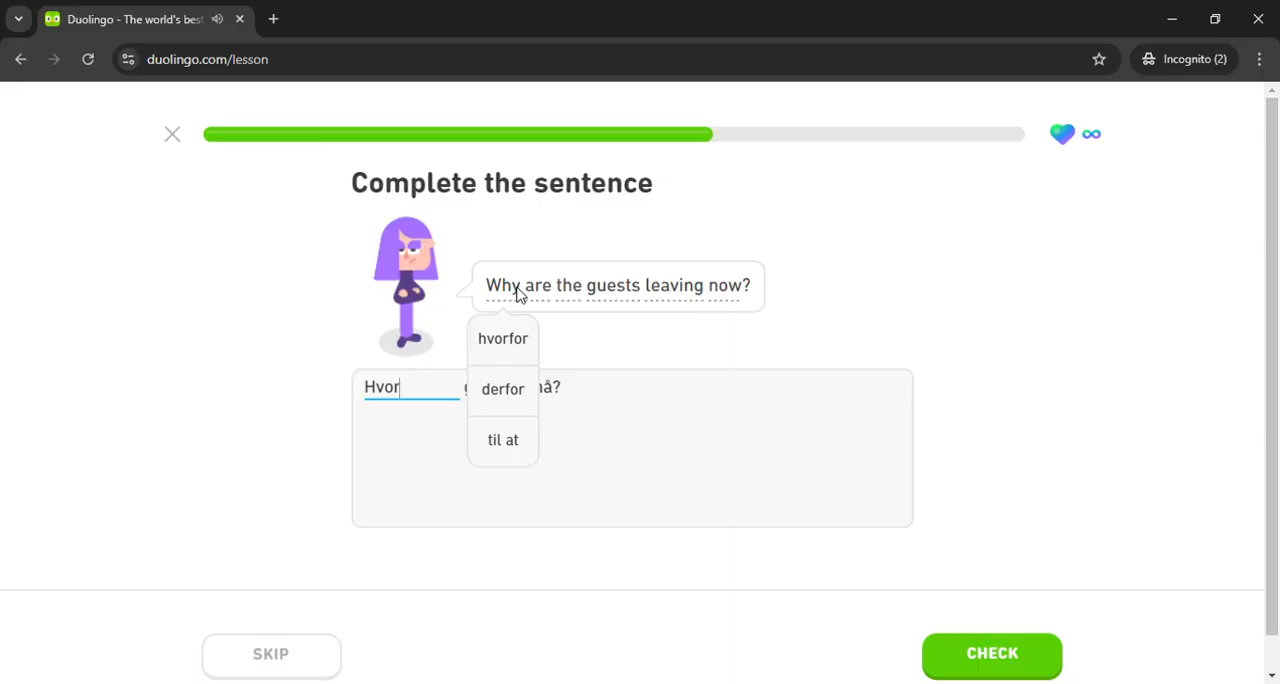 Duolingo - The world's bes
duolingo.com/lesson
Incognito (2)
Complete the sentence
Why are the guests leaving now?
hvorfor
derfor
til at
Hvor nå?
SKIP
CHECK